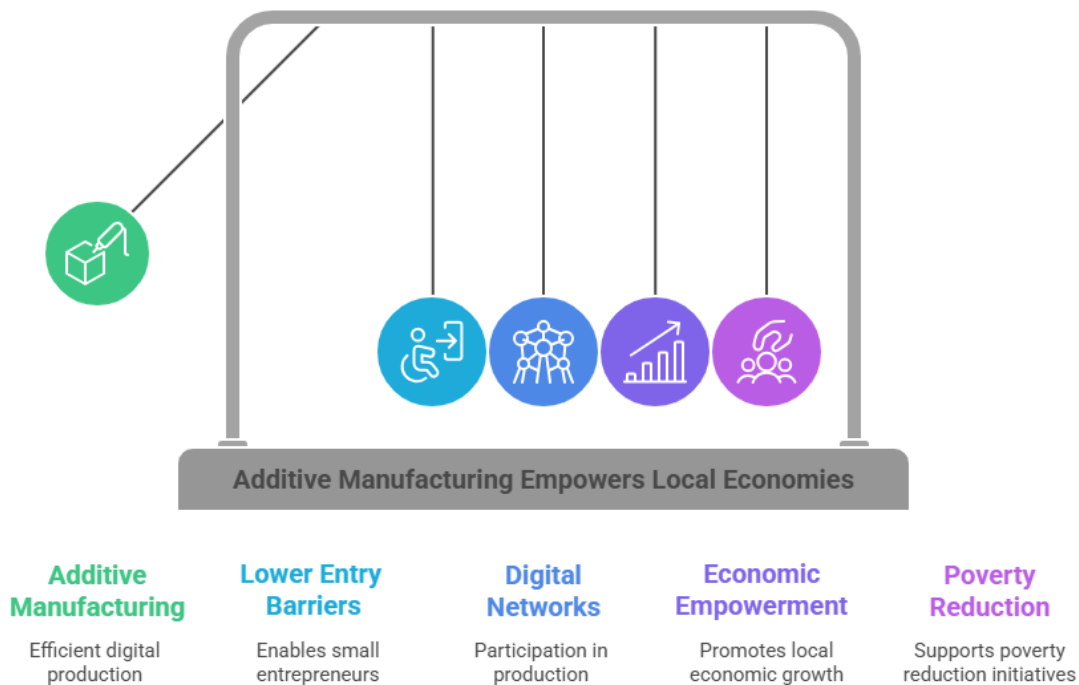 Additive Manufacturing Empowers Local Economies
Additive
Manufacturing
Efficient digital
production
Lower Entry
Barriers
Enables small
entrepreneurs
Digital
Networks
Participation in
production
Economic
Empowerment
Promotes local
economic growth
Poverty
Reduction
Supports poverty
reduction initiatives